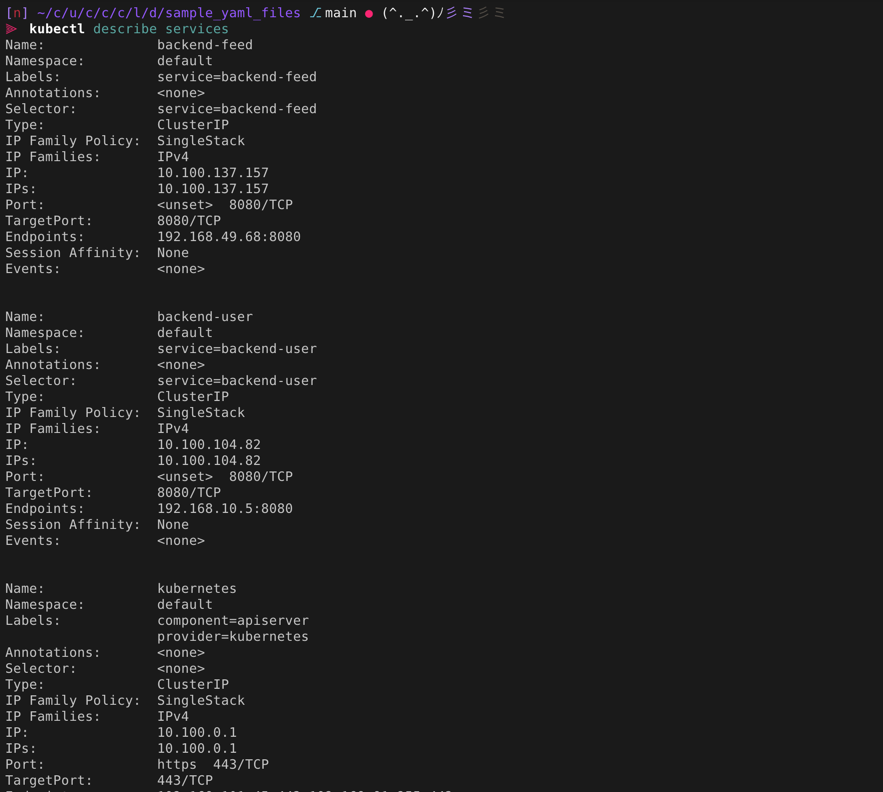 [n] ~/c/u/c/c/c/l/d/sample_yaml_files ⎇ main ● (^._.^)ﾉ彡ミ彡ミ
⫸ kubectl describe services
Name:              backend-feed
Namespace:         default
Labels:            service=backend-feed
Annotations:       <none>
Selector:          service=backend-feed
Type:              ClusterIP
IP Family Policy:  SingleStack
IP Families:       IPv4
IP:                10.100.137.157
IPs:               10.100.137.157
Port:              <unset>  8080/TCP
TargetPort:        8080/TCP
Endpoints:         192.168.49.68:8080
Session Affinity:  None
Events:            <none>
Name:              backend-user
Namespace:         default
Labels:            service=backend-user
Annotations:       <none>
Selector:          service=backend-user
Type:              ClusterIP
IP Family Policy:  SingleStack
IP Families:       IPv4
IP:                10.100.104.82
IPs:               10.100.104.82
Port:              <unset>  8080/TCP
TargetPort:        8080/TCP
Endpoints:         192.168.10.5:8080
Session Affinity:  None
Events:            <none>
Name:              kubernetes
Namespace:         default
Labels:            component=apiserver
                   provider=kubernetes
Annotations:       <none>
Selector:          <none>
Type:              ClusterIP
IP Family Policy:  SingleStack
IP Families:       IPv4
IP:                10.100.0.1
IPs:               10.100.0.1
Port:              https  443/TCP
TargetPort:        443/TCP